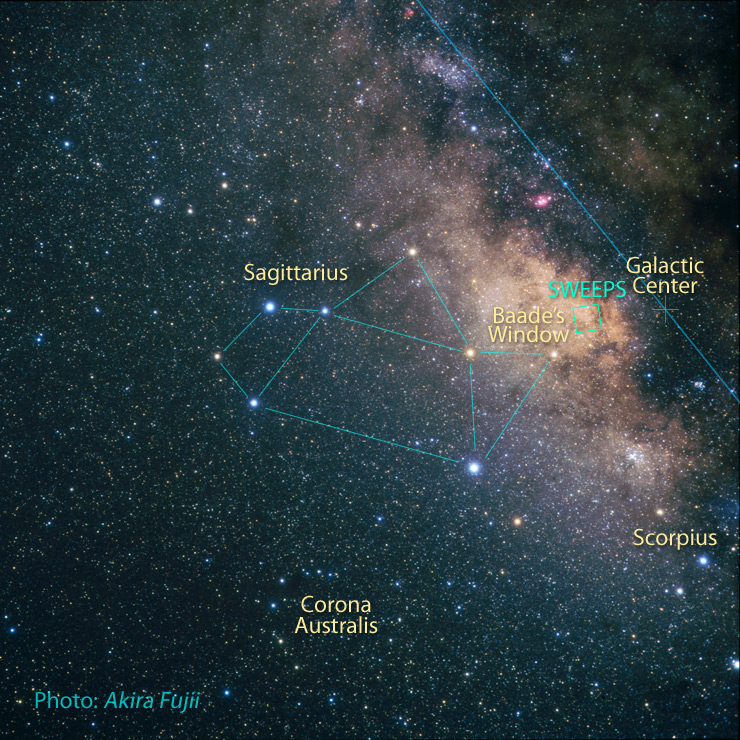 Galactic
Center
Sagittarius
SWEEPS
Baade's
Window
Scorpius
Corona
Australis
Photo: Akira Fujii